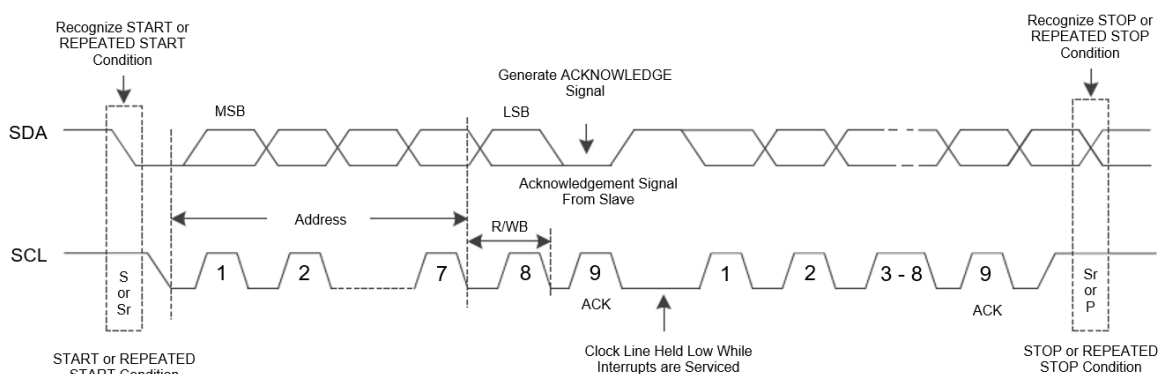 Recognize START or
REPEATED START
Condition
Recognize STOP or
REPEATED STOP
Condition
Generate ACKNOWLEDGE
Signal
MSB
LSB
SDA
Acknowledgement Signal
From Slave
Address
R/WB
SCL
S
or
Sr
1
2
7
8
9
ACK
1
2
3 - 8
9
ACK
Sr
or
P
START or REPEATED
START Condition
Clock Line Held Low While
Interrupts are Serviced
STOP or REPEATED
STOP Condition